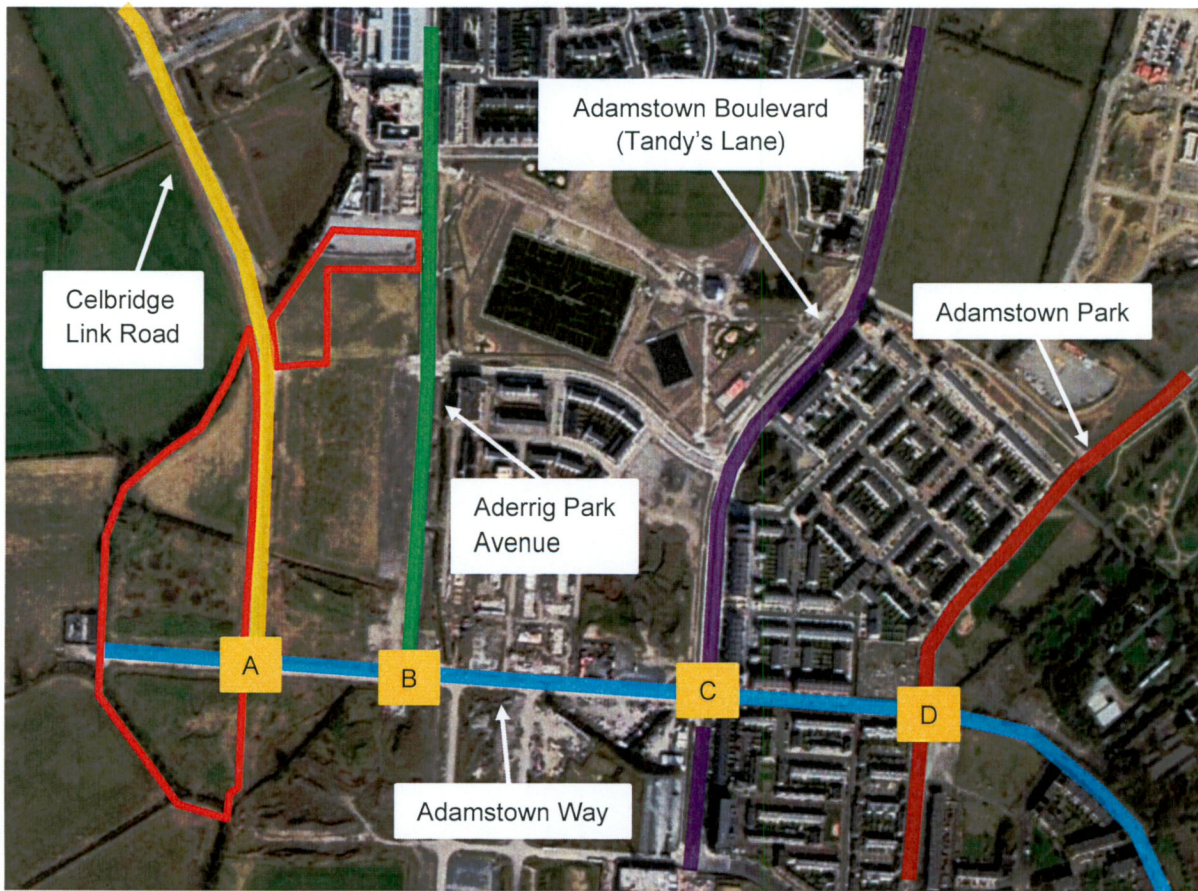 Adamstown Boulevard
(Tandy's Lane)
Celbridge
Link Road
Adamstown Park
Aderrig Park
Avenue
A
B
C
D
Adamstown Way